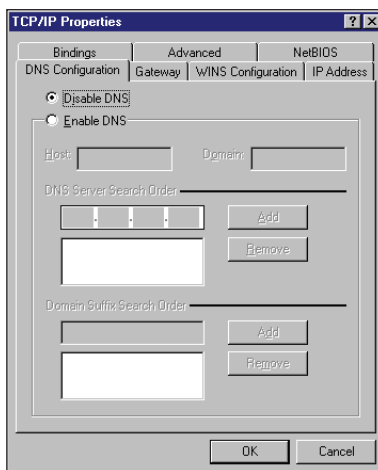 TCP/IP Properties
Bindings Advanced NetBIOS
DNS Configuration Gateway WINS Configuration IP Address
Disable DNS
Enable DNS
Host: Domain:
DNS Server Search Order
Add
Remove
Domain Suffix Search Order
Add
Remove
OK Cancel